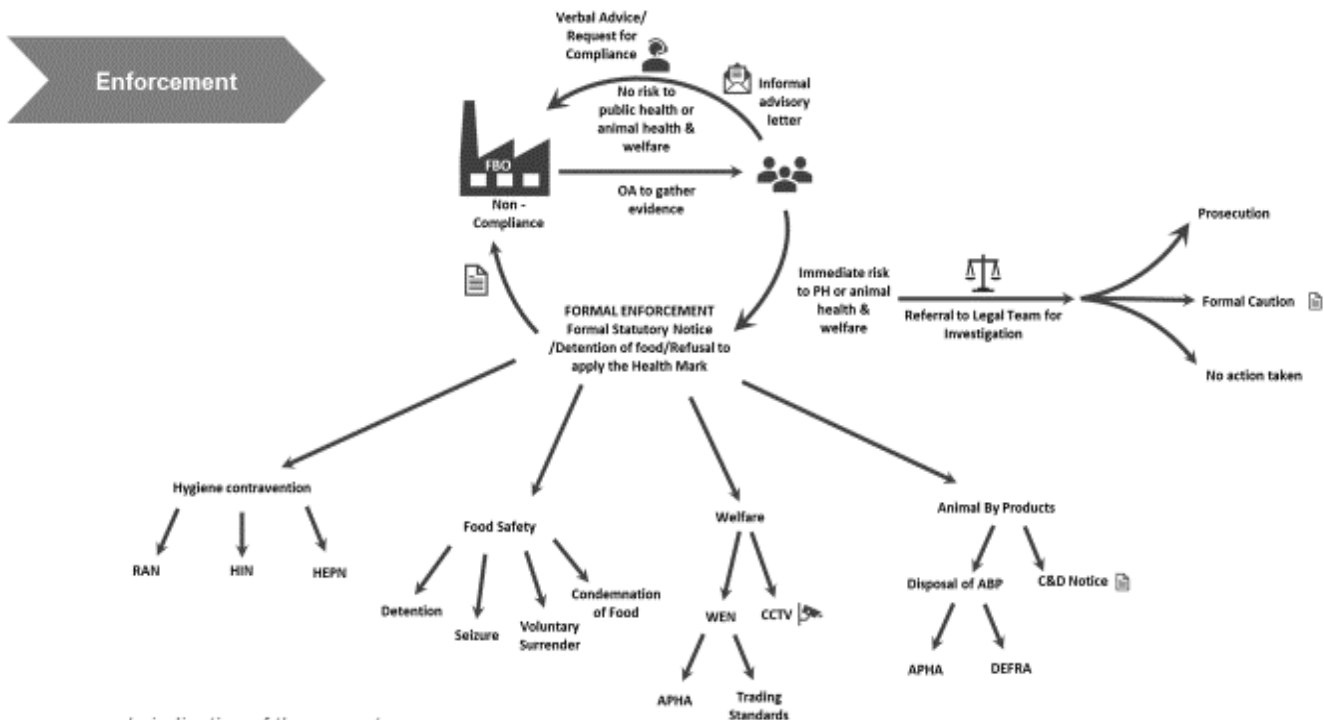 Enforcement
Verbal Advice/
Request for
Compliance
Informal
advisory
letter
No risk to
public health or
animal health &
welfare
FBO
OA to gather
evidence
Non -
Compliance
Prosecution
Immediate risk
to PH or animal
health &
welfare
Referral to Legal Team for
Investigation
Formal Caution
No action taken
FORMAL ENFORCEMENT
Formal Statutory Notice
/Detention of food/Refusal to
apply the Health Mark
Hygiene contravention
RAN
HIN
HEPN
Food Safety
Detention
Seizure
Voluntary
Surrender
Condemnation
of Food
Welfare
WEN
CCTV
APHA
Trading
Standards
Animal By Products
Disposal of ABP
C&D Notice
APHA
DEFRA